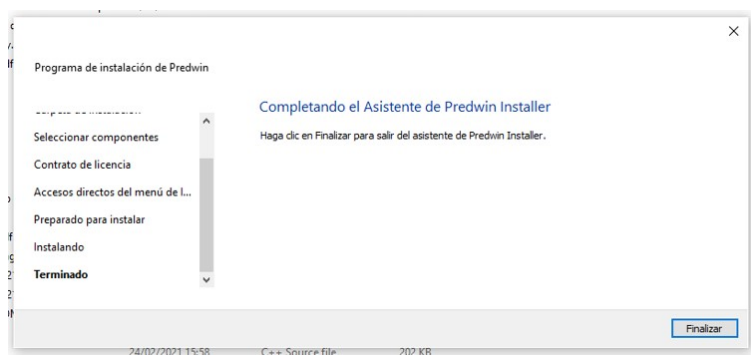 Programa de instalación de Predwin
Completando el Asistente de Predwin Installer
Haga clic en Finalizar para salir del asistente de Predwin Installer.
Seleccionar componentes
Contrato de licencia
Accesos directos del menú de I...
Preparado para instalar
Instalando
Terminado
Finalizar
24/02/2021 15:58 C++ Source file 202 KB